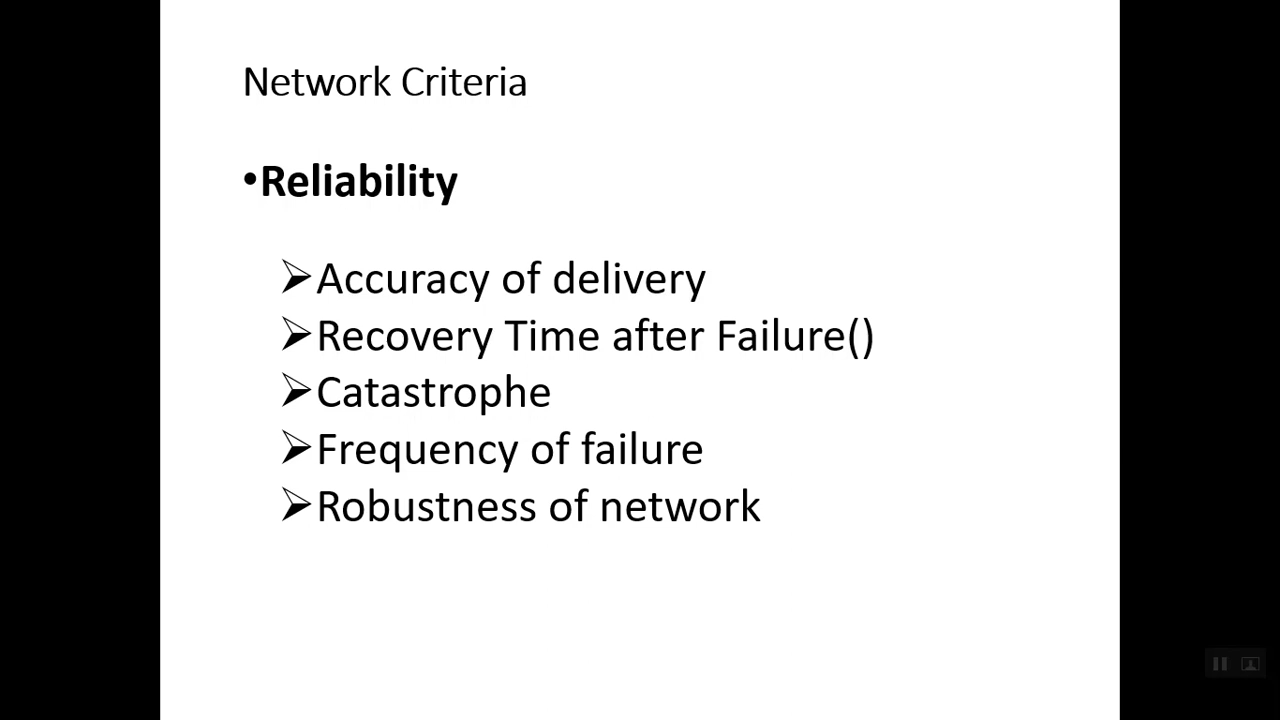 Network Criteria
•Reliability
➢Accuracy of delivery
➢Recovery Time after Failure()
➢Catastrophe
➢Frequency of failure
➢Robustness of network